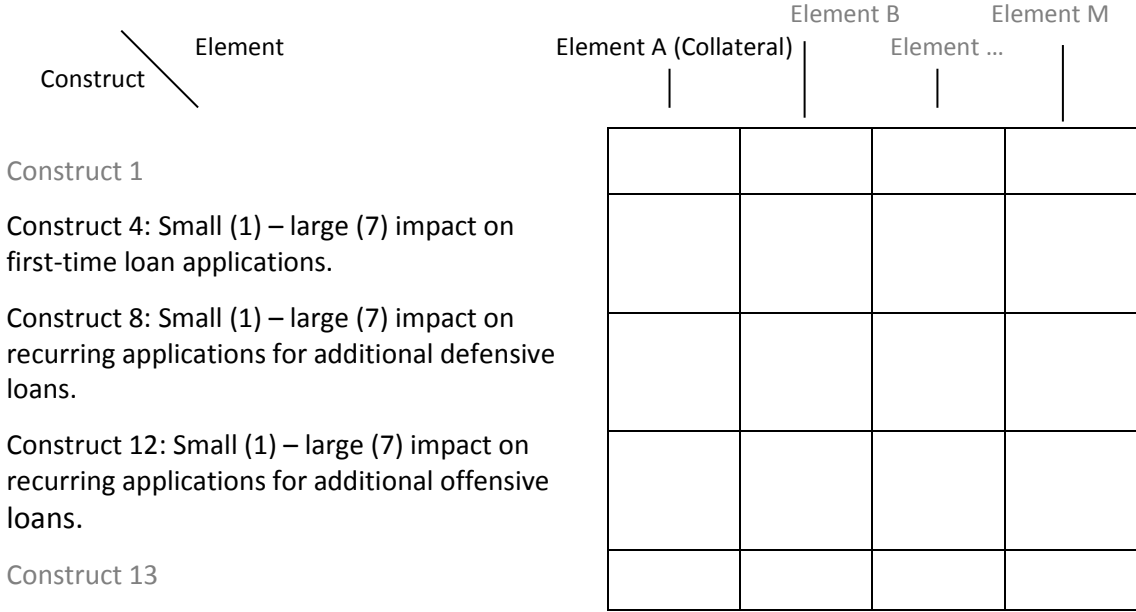 Element B Element M
Element Element A (Collateral) Element …
Construct
Construct 1
Construct 4: Small (1) – large (7) impact on
first-time loan applications.
Construct 8: Small (1) – large (7) impact on
recurring applications for additional defensive
loans.
Construct 12: Small (1) – large (7) impact on
recurring applications for additional offensive
loans.
Construct 13